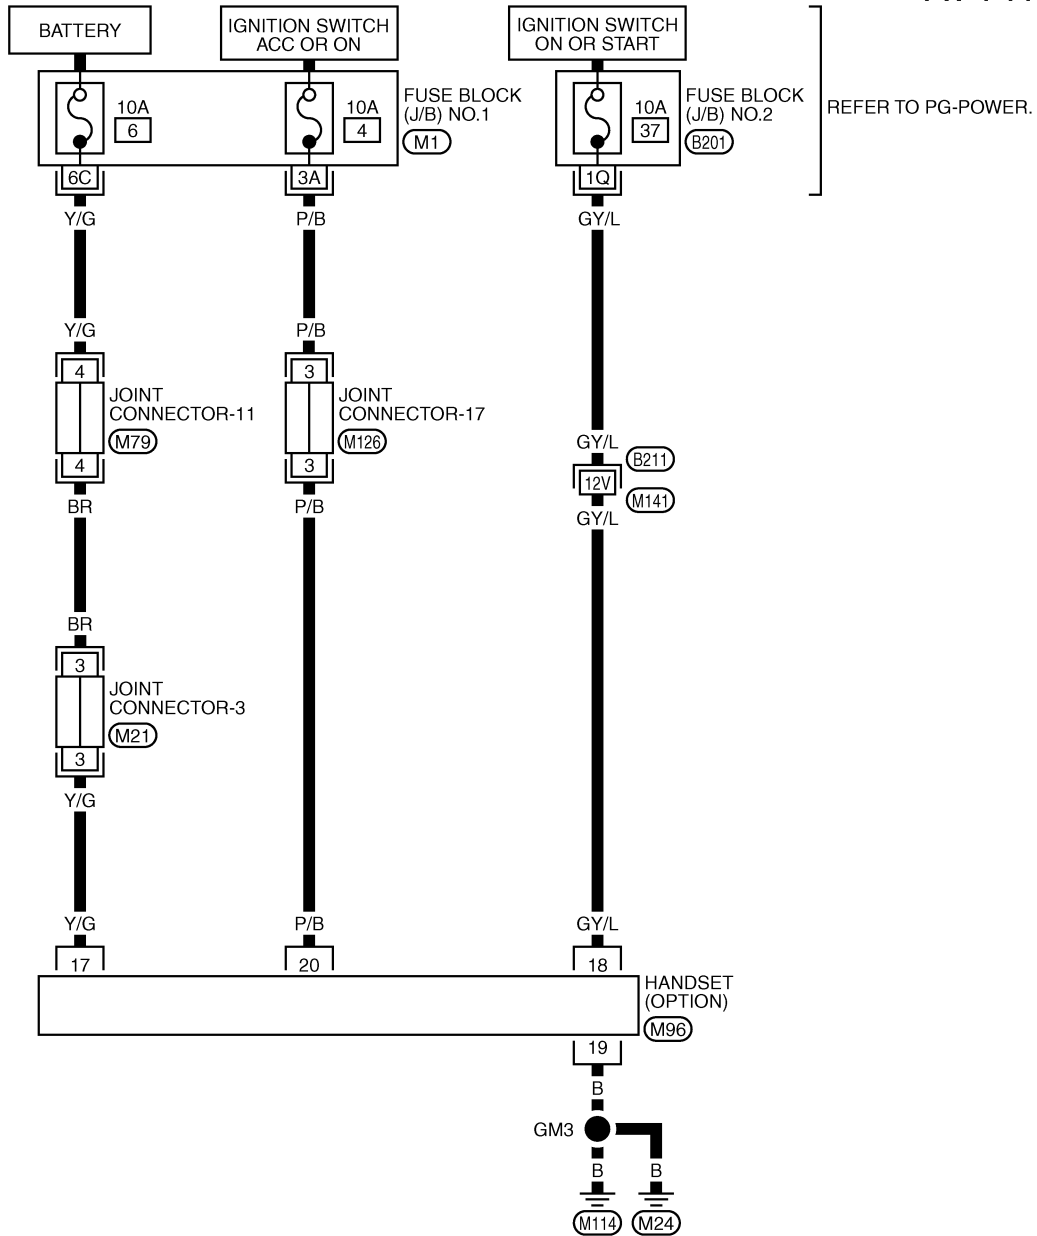 BATTERY
IGNITION SWITCH
ACC OR ON
IGNITION SWITCH
ON OR START
10A
6
10A
4
FUSE BLOCK
(J/B) NO.1
M1
10A
37
FUSE BLOCK
(J/B) NO.2
B201
REFER TO PG-POWER.
6C
3A
1Q
Y/G
P/B
GY/L
Y/G
P/B
4
JOINT
CONNECTOR-11
M79
4
3
JOINT
CONNECTOR-17
M126
3
GY/L
B211
12V
M141
GY/L
BR
P/B
BR
3
JOINT
CONNECTOR-3
M21
3
Y/G
Y/G
P/B
GY/L
17
20
18
HANDSET
(OPTION)
M96
19
B
GM3
B
B
M114
M24